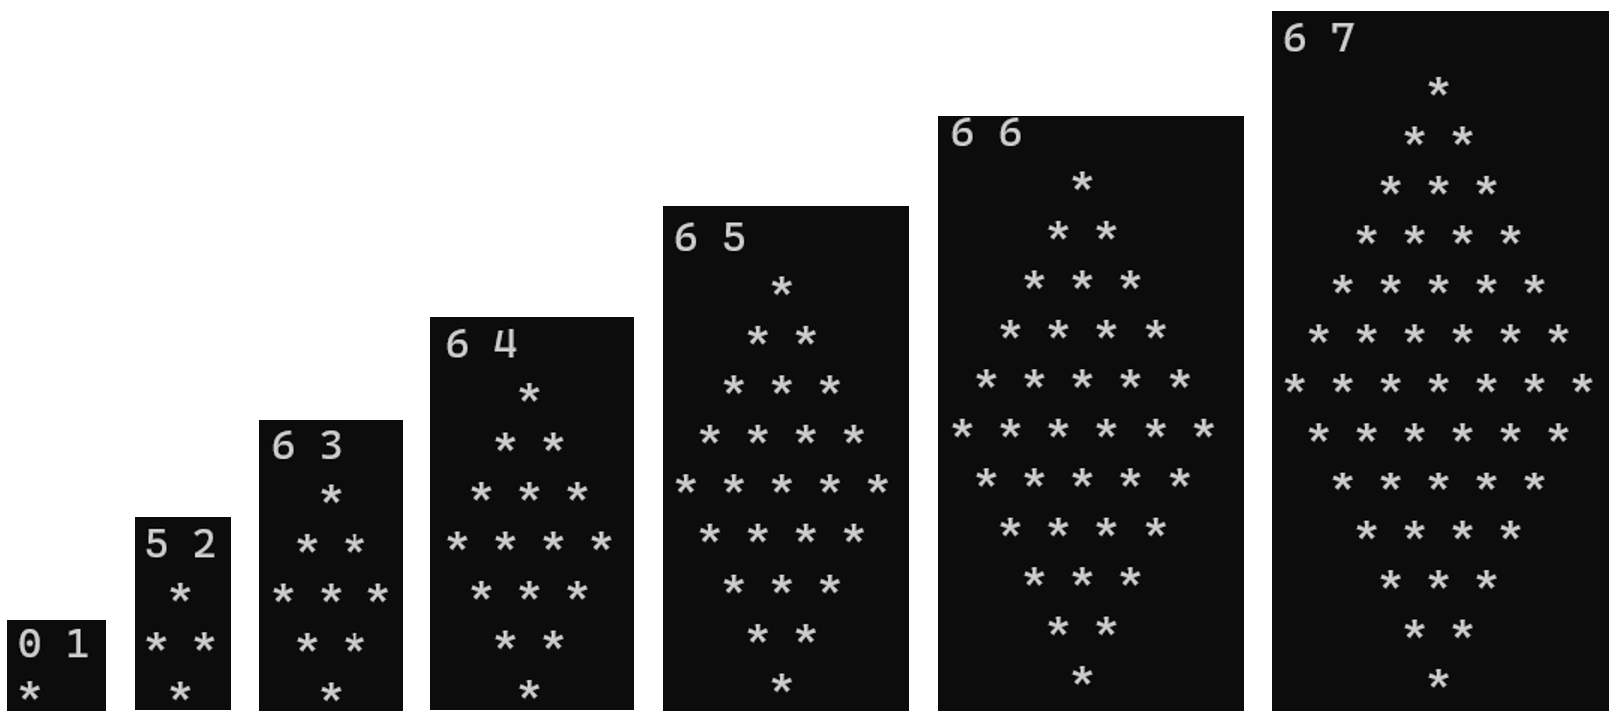 0 1
*
5 2
 *
* *
 *
6 3
  *
 * *
* * *
 * *
  *
6 4
   *
  * *
 * * *
* * * *
 * * *
  * *
   *
6 5
    *
   * *
  * * *
 * * * *
* * * * *
 * * * *
  * * *
   * *
    *
6 6
     *
    * *
   * * *
  * * * *
 * * * * *
* * * * * *
 * * * * *
  * * * *
   * * *
    * *
     *
6 7
      *
     * *
    * * *
   * * * *
  * * * * *
 * * * * * *
* * * * * * *
 * * * * * *
  * * * * *
   * * * *
    * * *
     * *
      *